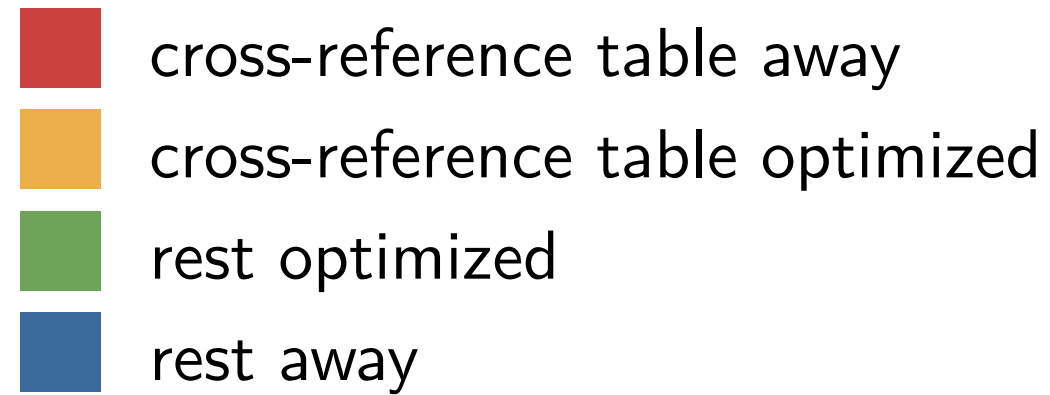 cross-reference table away
cross-reference table optimized
rest optimized
rest away